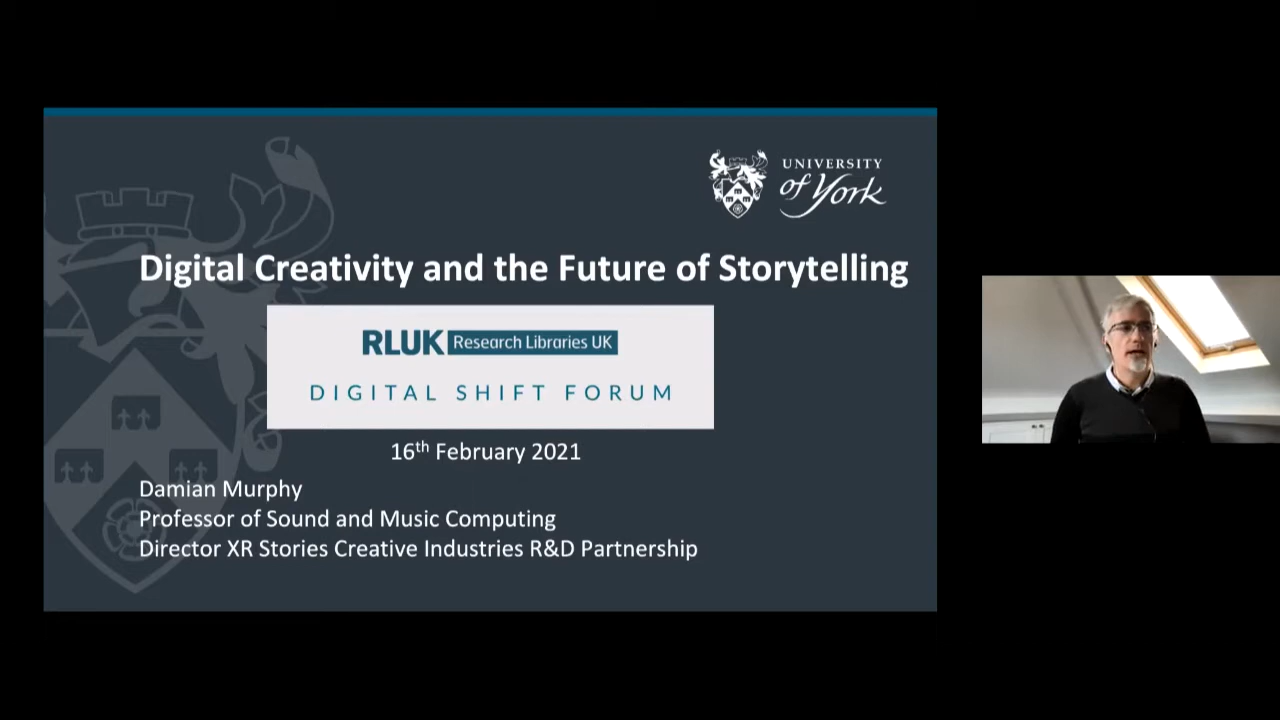 UNIVERSITY
of York
Digital Creativity and the Future of Storytelling
RLUK Research Libraries UK
DIGITAL SHIFT FORUM
16th February 2021
Damian Murphy
Professor of Sound and Music Computing
Director XR Stories Creative Industries R&D Partnership